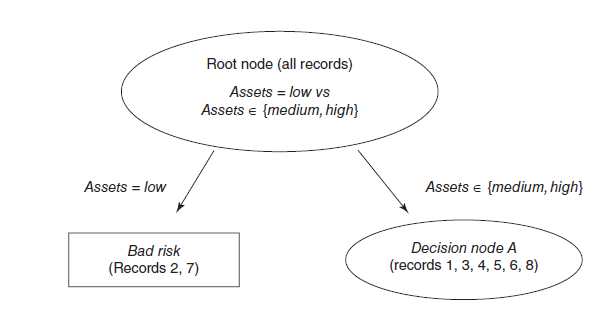 Root node (all records)
Assets = low vs
Assets ∈ {medium, high}
Assets = low
Assets ∈ {medium, high}
Bad risk
(Records 2, 7)
Decision node A
(records 1, 3, 4, 5, 6, 8)